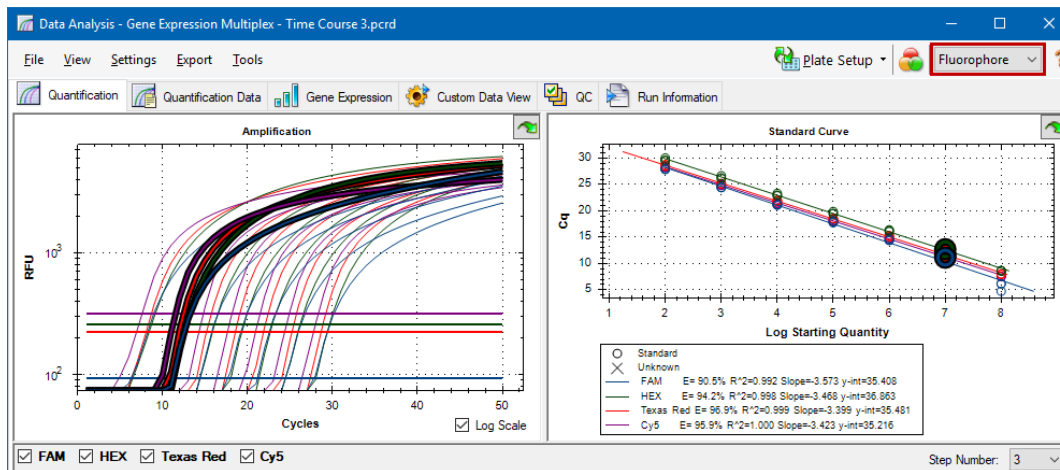 Data Analysis - Gene Expression Multiplex - Time Course 3.pcrd
File View Settings Export Tools
Plate Setup
Fluorophore
Quantification
Quantification Data
Gene Expression
Custom Data View
QC
Run Information
Amplification
RFU
10^3
10^2
0 10 20 30 40 50
Cycles
Log Scale
Standard Curve
Cq
30
25
20
15
10
5
1 2 3 4 5 6 7 8
Log Starting Quantity
Standard
Unknown
FAM E= 90.5% R^2=0.992 Slope=-3.573 y-int=35.408
HEX E= 94.2% R^2=0.998 Slope=-3.468 y-int=36.863
Texas Red E= 96.9% R^2=0.999 Slope=-3.399 y-int=35.481
Cy5 E= 95.9% R^2=1.000 Slope=-3.423 y-int=35.216
FAM HEX Texas Red Cy5
Step Number: 3